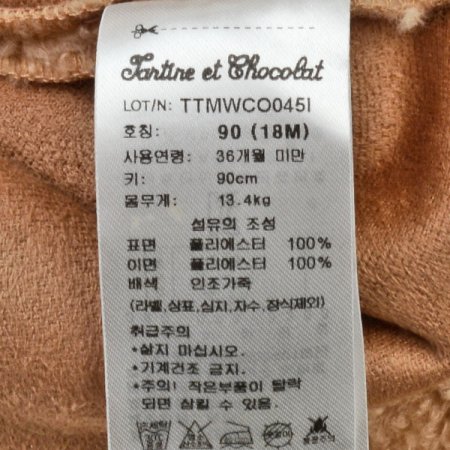 Tartine et Chocolat
LOT/N: TTMWCO045I
호칭: 90 (18M)
사용연령: 36개월 미만
키: 90cm
몸무게: 13.4kg
섬유의 조성
표면 폴리에스터 100%
이면 폴리에스터 100%
배색 인조가죽
(라벨,상표,심지,자수,장식제외)
취급주의
*삶지 마십시오.
*기계건조 금지.
*주의! 작은부품이 탈락
되면 삼킬 수 있음.